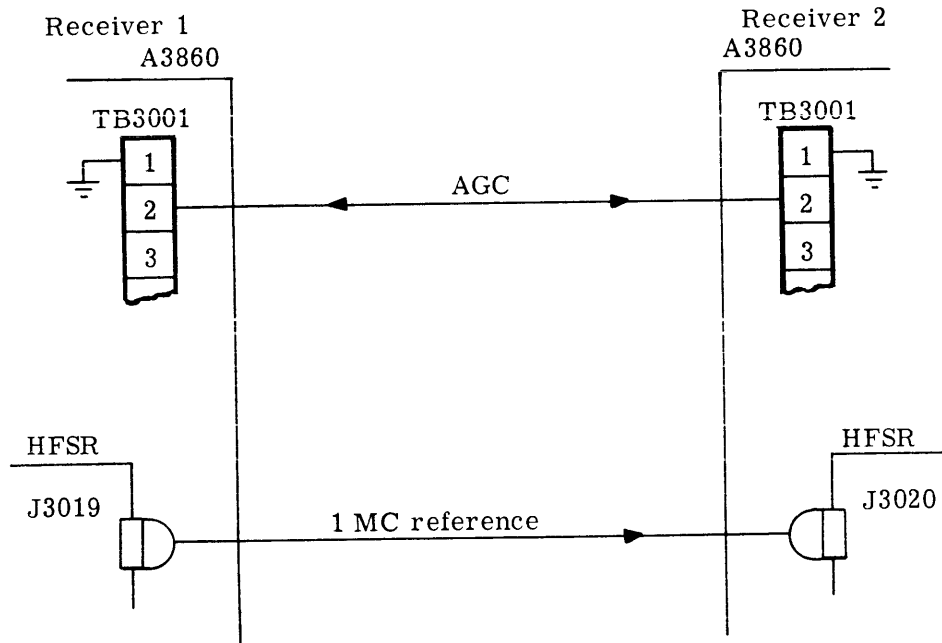 Receiver 1
A3860
Receiver 2
A3860
TB3001
TB3001
1
2
3
1
2
3
AGC
HFSR
HFSR
J3019
J3020
1 MC reference